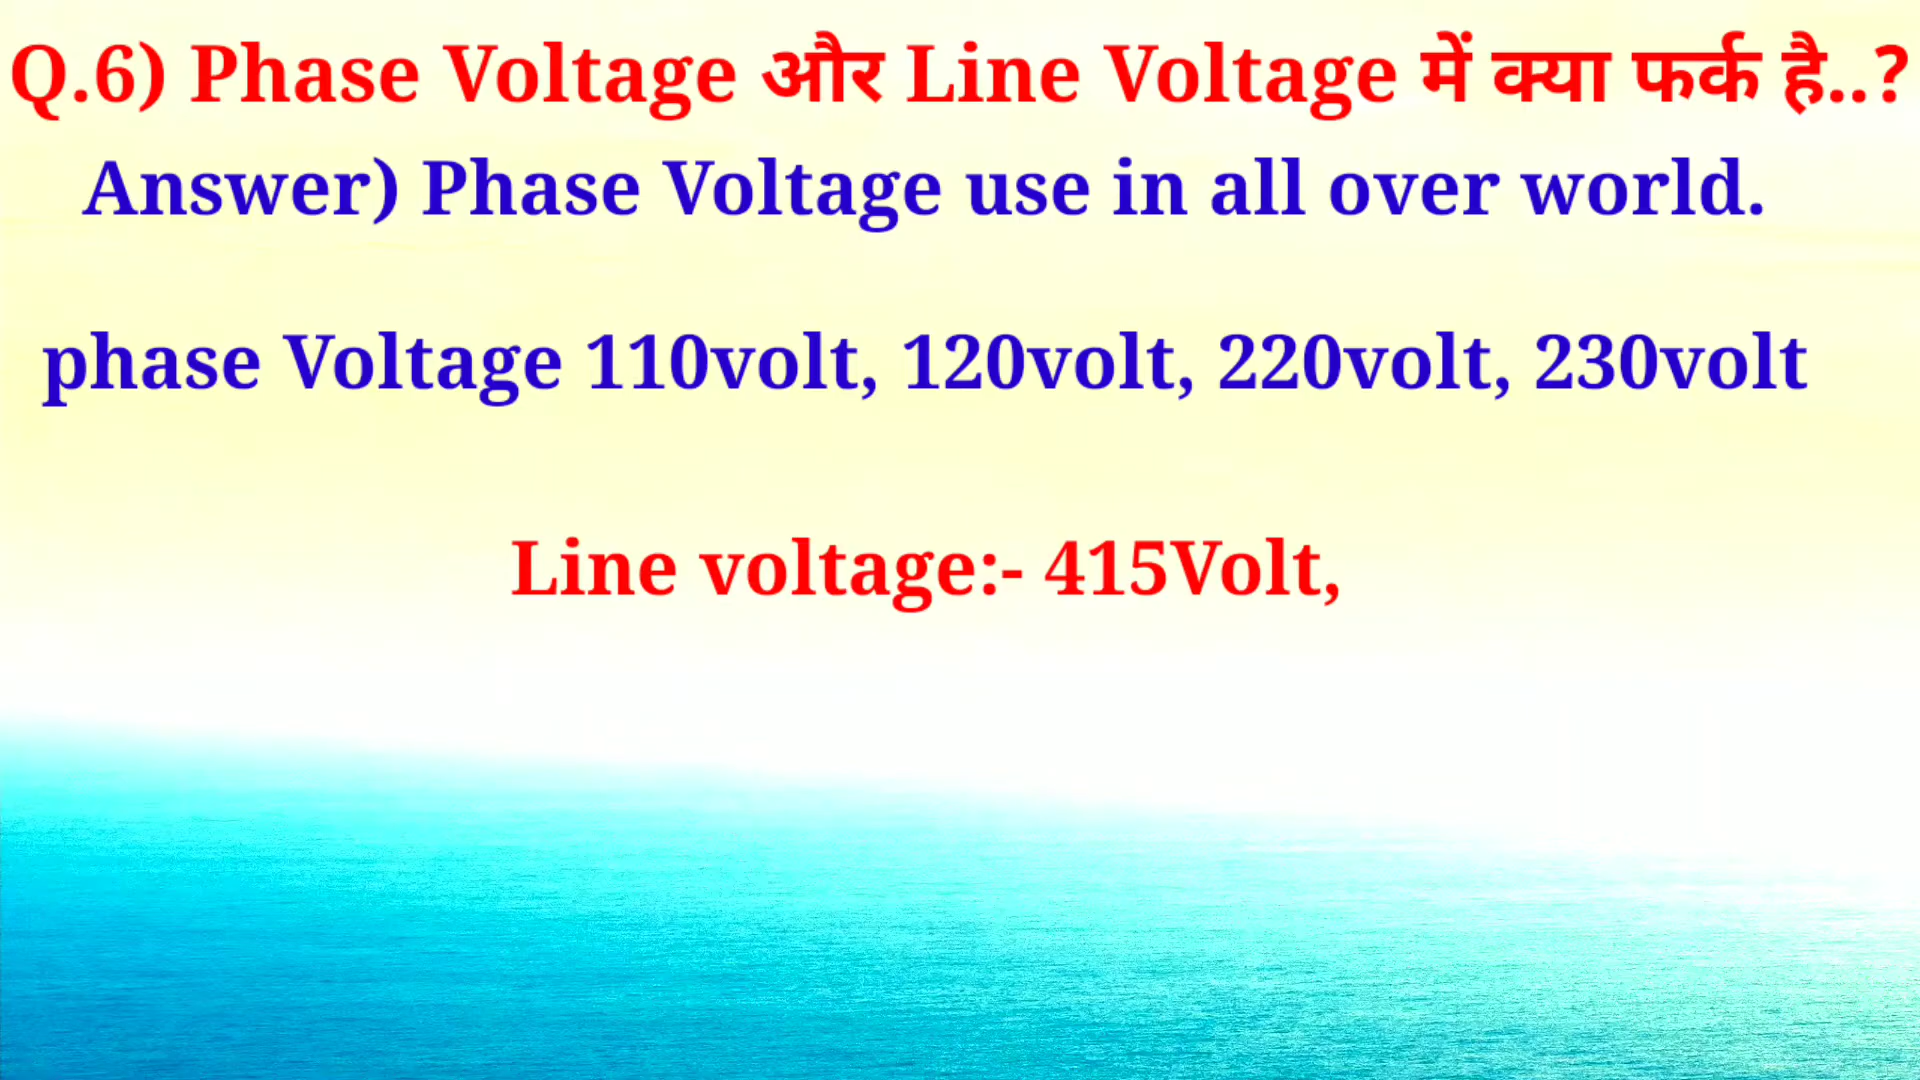 Q.6) Phase Voltage और Line Voltage में क्या फर्क है..?
Answer) Phase Voltage use in all over world.
phase Voltage 110volt, 120volt, 220volt, 230volt
Line voltage:- 415Volt,